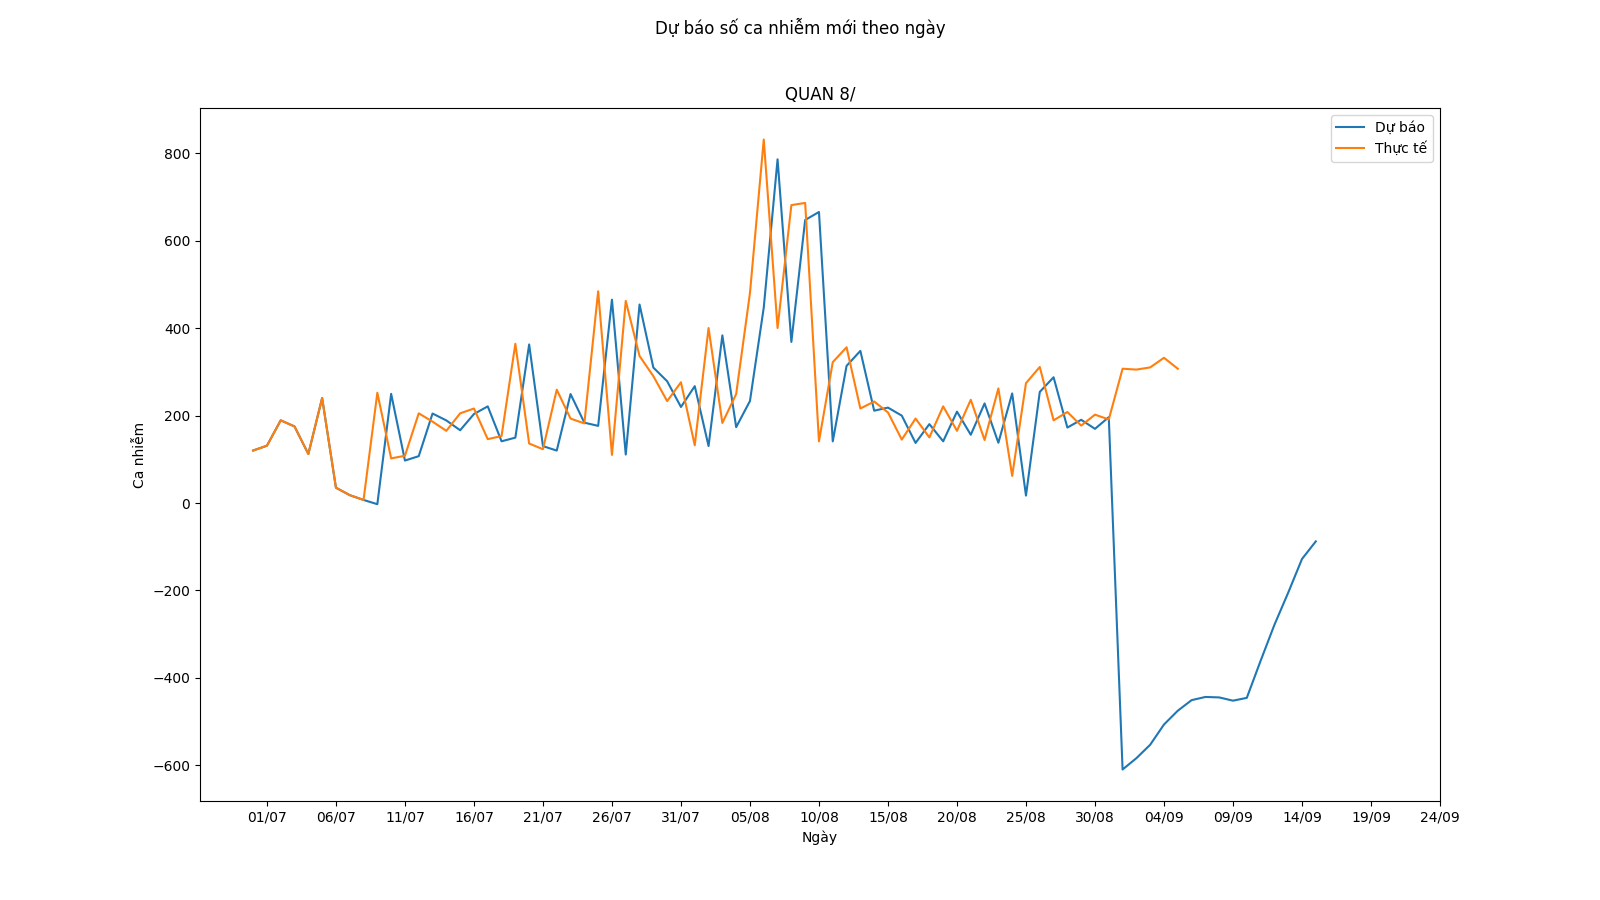 Dự báo số ca nhiễm mới theo ngày
QUAN 8/
Dự báo
Thực tế
Ca nhiễm
800
600
400
200
0
−200
−400
−600
01/07 06/07 11/07 16/07 21/07 26/07 31/07 05/08 10/08 15/08 20/08 25/08 30/08 04/09 09/09 14/09 19/09 24/09
Ngày